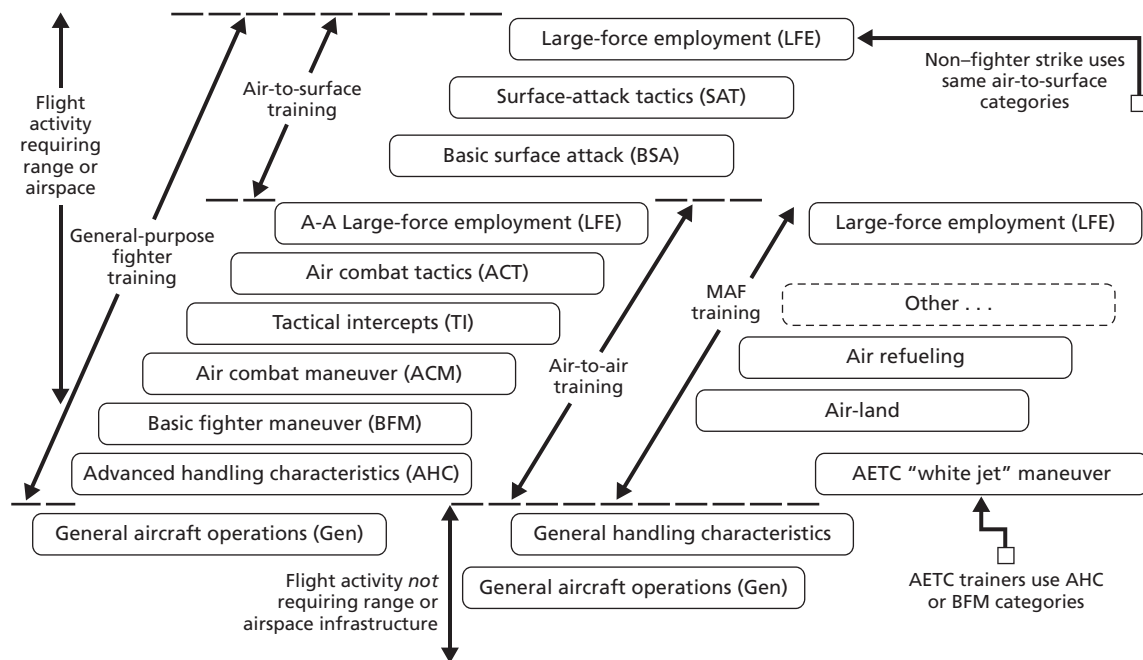 Large-force employment (LFE)
Non–fighter strike uses
same air-to-surface
categories
Air-to-surface
training
Flight
activity
requiring
range or
airspace
Surface-attack tactics (SAT)
Basic surface attack (BSA)
General-purpose
fighter
training
A-A Large-force employment (LFE)
Large-force employment (LFE)
Air combat tactics (ACT)
MAF
training
Other . . .
Tactical intercepts (TI)
Air-to-air
training
Air refueling
Air combat maneuver (ACM)
Air-land
Basic fighter maneuver (BFM)
Advanced handling characteristics (AHC)
AETC “white jet” maneuver
General aircraft operations (Gen)
General handling characteristics
Flight activity not
requiring range or
airspace infrastructure
General aircraft operations (Gen)
AETC trainers use AHC
or BFM categories